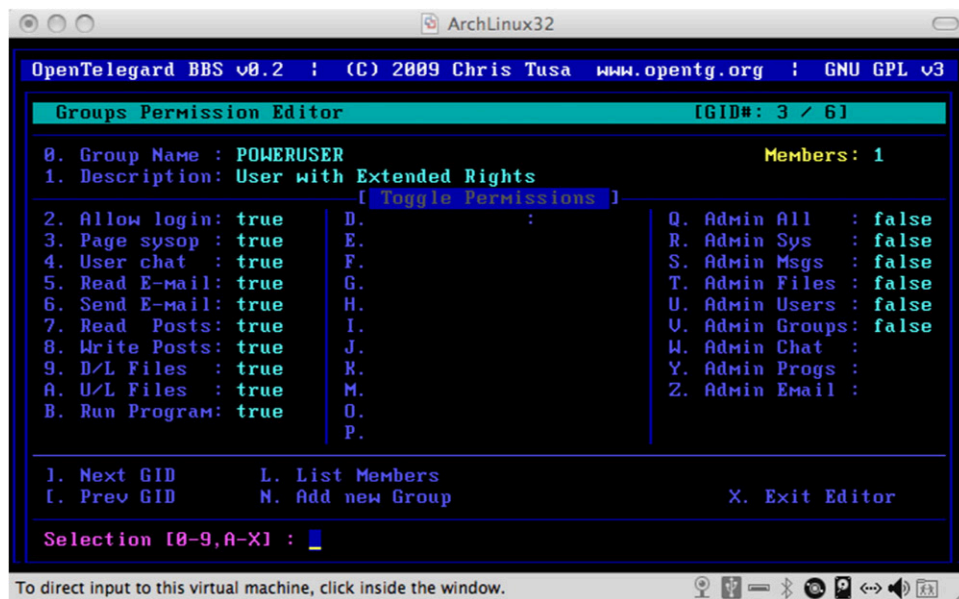 ArchLinux32
OpenTelegard BBS v0.2 ¦ (C) 2009 Chris Tusa www.opentg.org ¦ GNU GPL v3
Groups Permission Editor [GID#: 3 / 6]
0. Group Name : POWERUSER Members: 1
1. Description: User with Extended Rights
[ Toggle Permissions ]
2. Allow login: true D. : Q. Admin All : false
3. Page sysop : true E. R. Admin Sys : false
4. User chat : true F. S. Admin Msgs : false
5. Read E-mail: true G. T. Admin Files : false
6. Send E-mail: true H. U. Admin Users : false
7. Read Posts: true I. V. Admin Groups: false
8. Write Posts: true J. W. Admin Chat :
9. D/L Files : true K. Y. Admin Progs :
A. U/L Files : true M. Z. Admin Email :
B. Run Program: true O.
P.
]. Next GID L. List Members
[. Prev GID N. Add new Group X. Exit Editor
Selection [0-9,A-X] :
To direct input to this virtual machine, click inside the window.